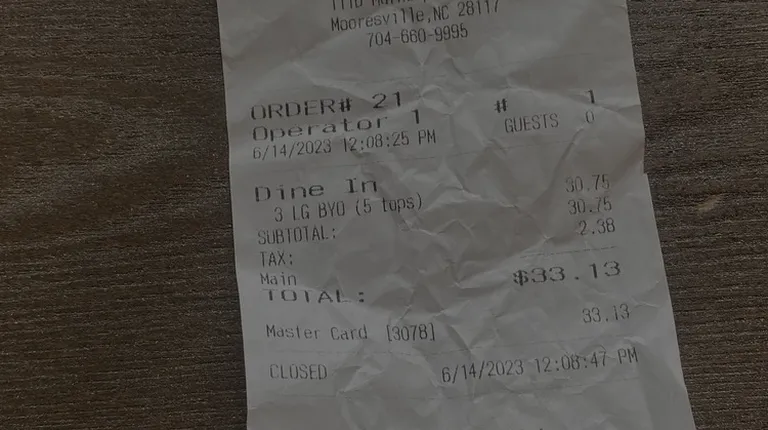 Mooresville,NC 28117
704-660-9995
ORDER# 21 # 1
Operator 1 GUESTS 0
6/14/2023 12:08:25 PM
Dine In
3 LG BYO (5 tops) 30.75
SUBTOTAL: 30.75
TAX: 2.38
Main
TOTAL: $33.13
Master Card [3078] 33.13
CLOSED 6/14/2023 12:08:47 PM